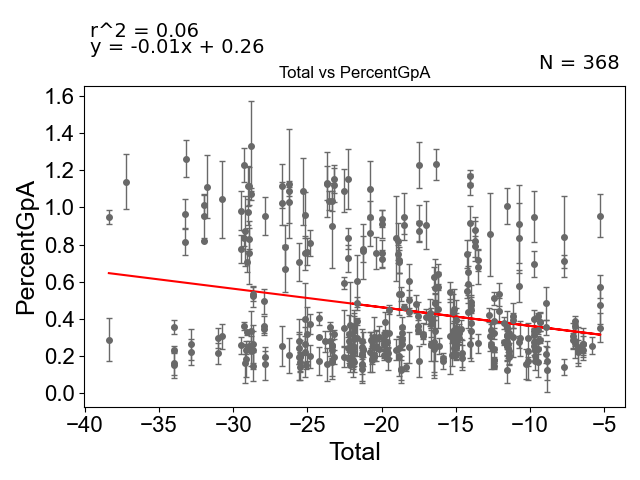 r^2 = 0.06
y = -0.01x + 0.26
N = 368
Total vs PercentGpA
1.6
1.4
1.2
1.0
0.8
0.6
0.4
0.2
0.0
PercentGpA
−40 −35 −30 −25 −20 −15 −10 −5
Total